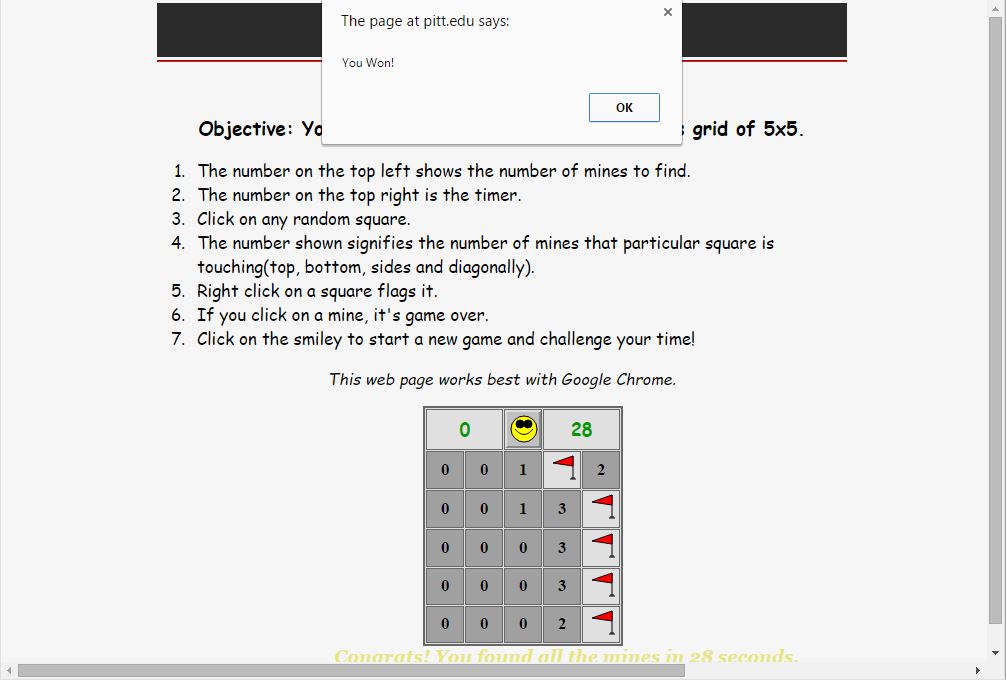 The page at pitt.edu says:
You Won!
OK
Objective: Yo
grid of 5x5.
1. The number on the top left shows the number of mines to find.
2. The number on the top right is the timer.
3. Click on any random square.
4. The number shown signifies the number of mines that particular square is
touching(top, bottom, sides and diagonally).
5. Right click on a square flags it.
6. If you click on a mine, it's game over.
7. Click on the smiley to start a new game and challenge your time!
This web page works best with Google Chrome.
0 28
0 0 1 2
0 0 1 3
0 0 0 3
0 0 0 3
0 0 0 2
Congrats! You found all the mines in 28 seconds.